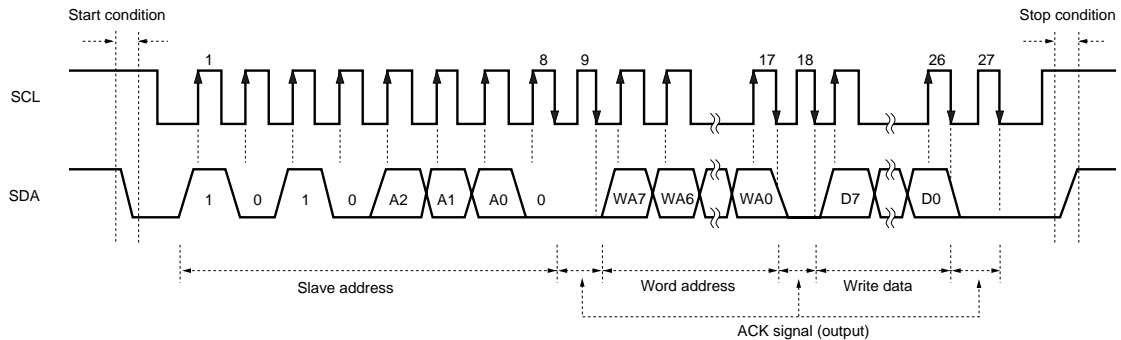 Start condition Stop condition
1 8 9 17 18 26 27
SCL
SDA
1 0 1 0 A2 A1 A0 0 WA7 WA6 WA0 D7 D0
Slave address Word address Write data
ACK signal (output)